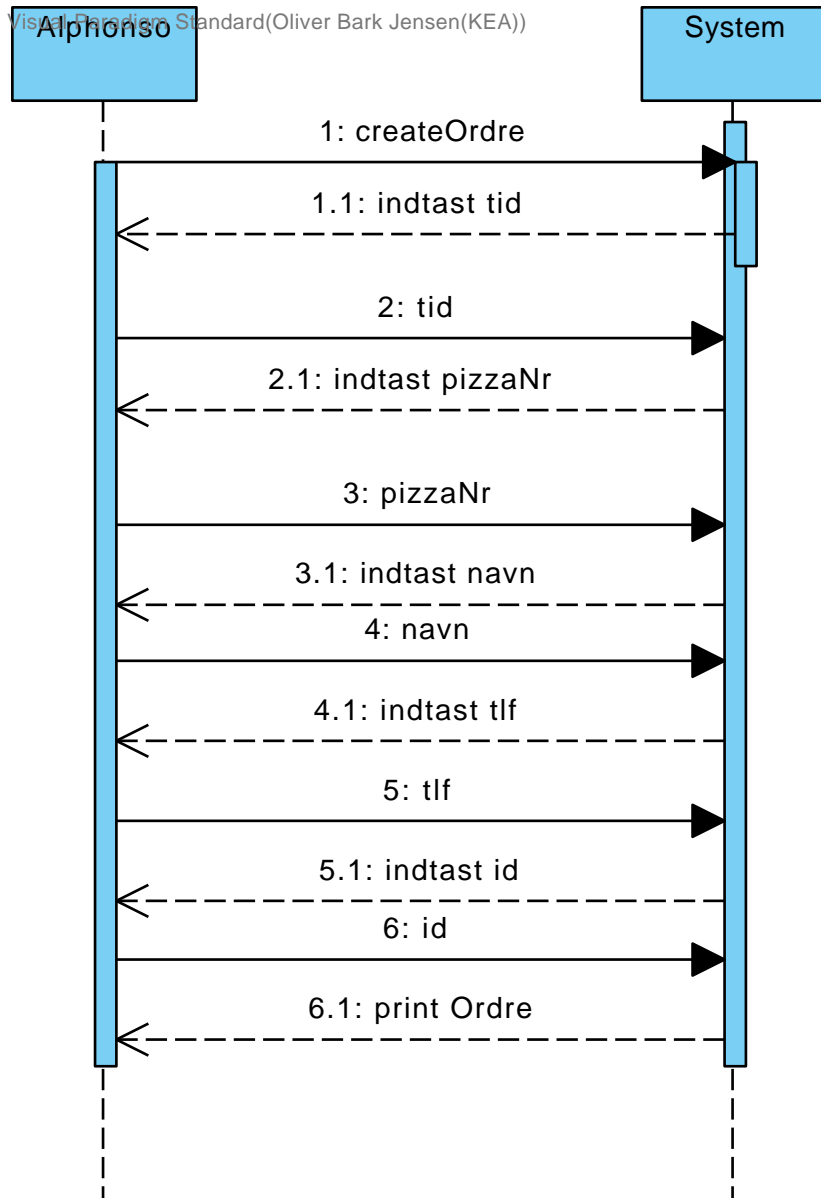 Visual Paradigm Standard(Oliver Bark Jensen(KEA))
Alphonso
System
1: createOrdre
1.1: indtast tid
2: tid
2.1: indtast pizzaNr
3: pizzaNr
3.1: indtast navn
4: navn
4.1: indtast tlf
5: tlf
5.1: indtast id
6: id
6.1: print Ordre